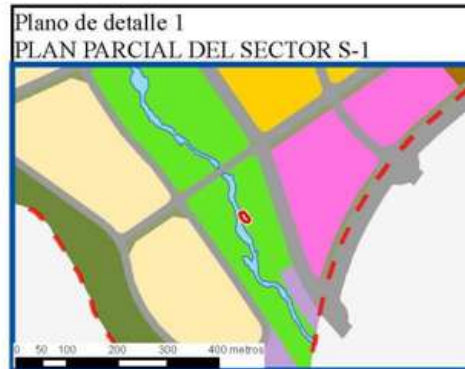 Plano de detalle 1
PLAN PARCIAL DEL SECTOR S-1
0 50 100 200 300 400 metros